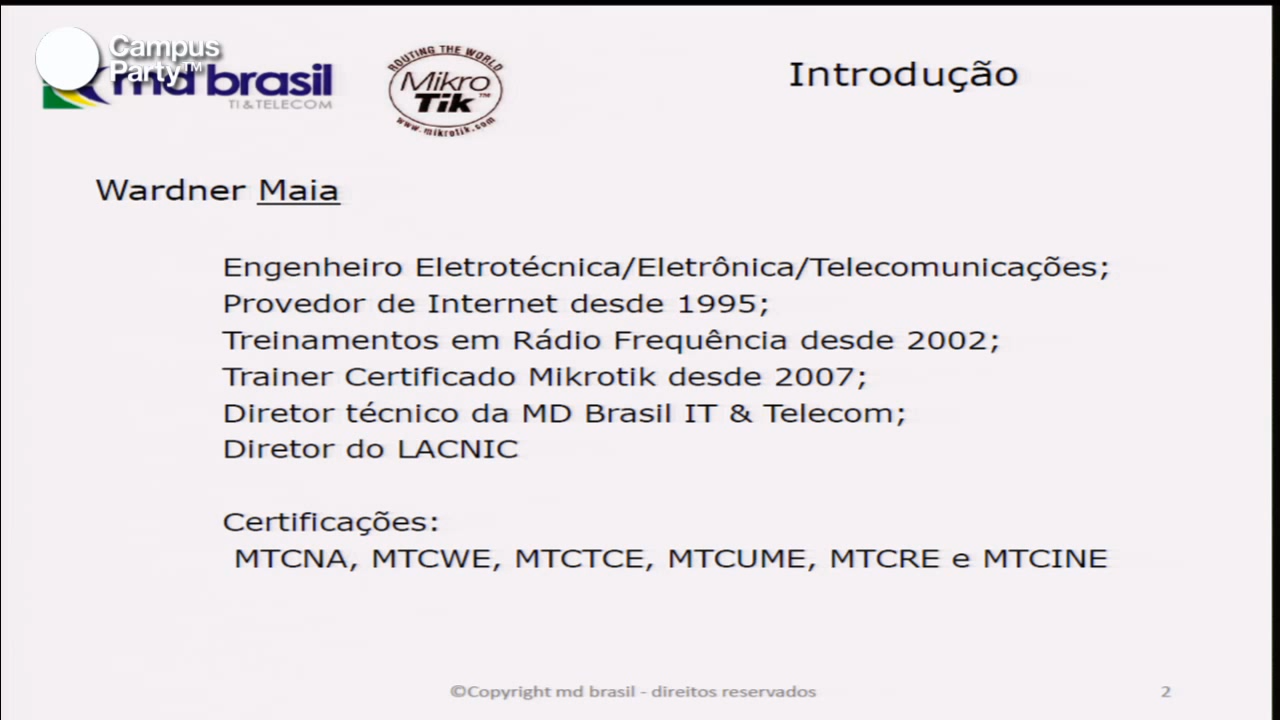 Campus
Party™
md brasil
TI & TELECOM
ROUTING THE WORLD
Mikro
Tik™
www.mikrotik.com
Introdução
Wardner Maia
Engenheiro Eletrotécnica/Eletrônica/Telecomunicações;
Provedor de Internet desde 1995;
Treinamentos em Rádio Frequência desde 2002;
Trainer Certificado Mikrotik desde 2007;
Diretor técnico da MD Brasil IT & Telecom;
Diretor do LACNIC
Certificações:
MTCNA, MTCWE, MTCTCE, MTCUME, MTCRE e MTCINE
©Copyright md brasil - direitos reservados
2